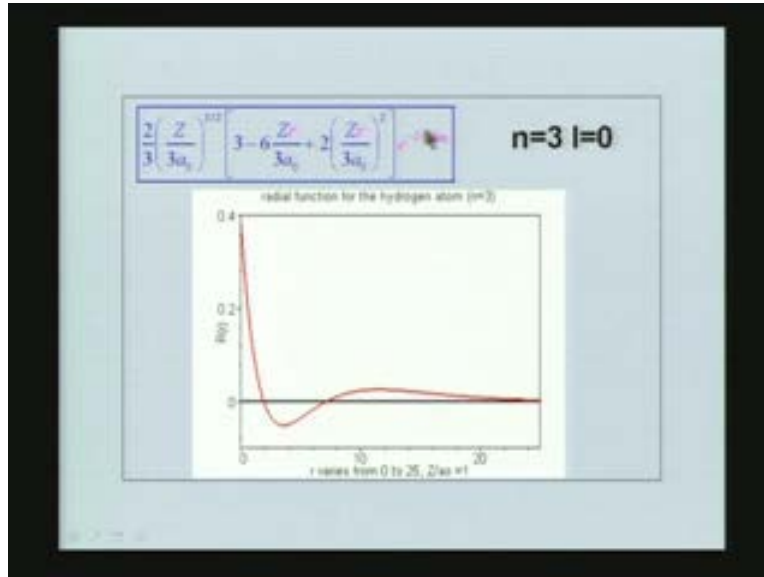 2/3 (Z/3a₀)^3/2 [3 - 6 Zr/3a₀ + 2 (Zr/3a₀)^2] e n=3 l=0
radial function for the hydrogen atom (n=3)
0.4
0.2
R(r)
0
0 10 20
r varies from 0 to 25, Z/ao =1